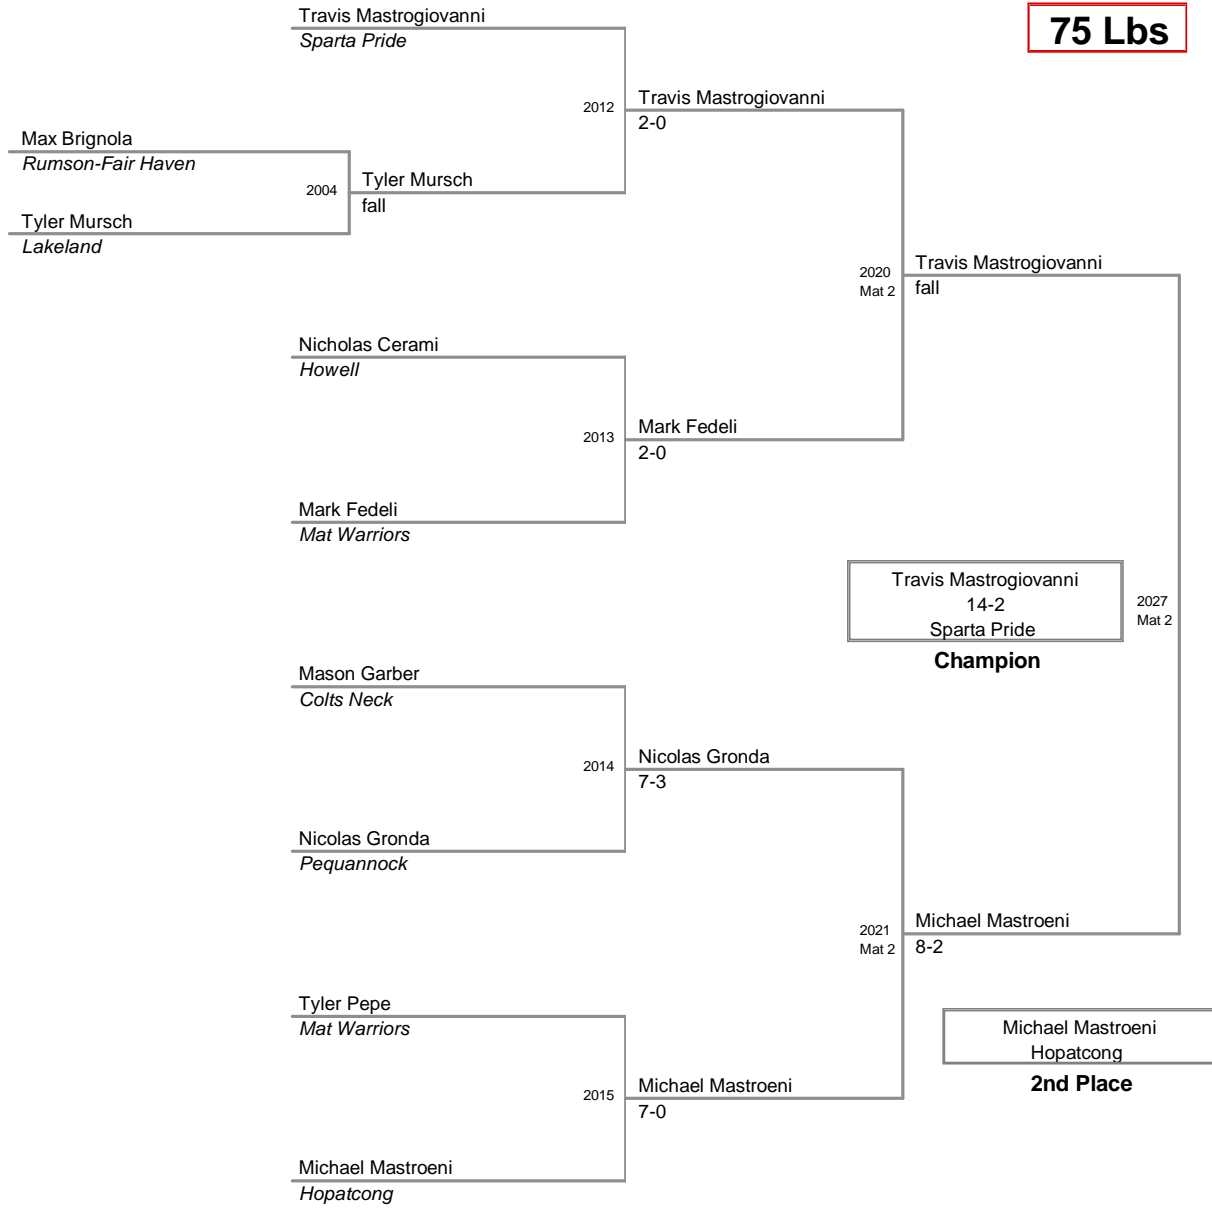 Travis Mastrogiovanni
Sparta Pride
75 Lbs
2012
Travis Mastrogiovanni
2-0
Max Brignola
Rumson-Fair Haven
2004
Tyler Mursch
fall
Tyler Mursch
Lakeland
2020
Mat 2
Travis Mastrogiovanni
fall
Nicholas Cerami
Howell
2013
Mark Fedeli
2-0
Mark Fedeli
Mat Warriors
Travis Mastrogiovanni
14-2
Sparta Pride
Champion
2027
Mat 2
Mason Garber
Colts Neck
2014
Nicolas Gronda
7-3
Nicolas Gronda
Pequannock
2021
Mat 2
Michael Mastroeni
8-2
Tyler Pepe
Mat Warriors
Michael Mastroeni
Hopatcong
2nd Place
2015
Michael Mastroeni
7-0
Michael Mastroeni
Hopatcong